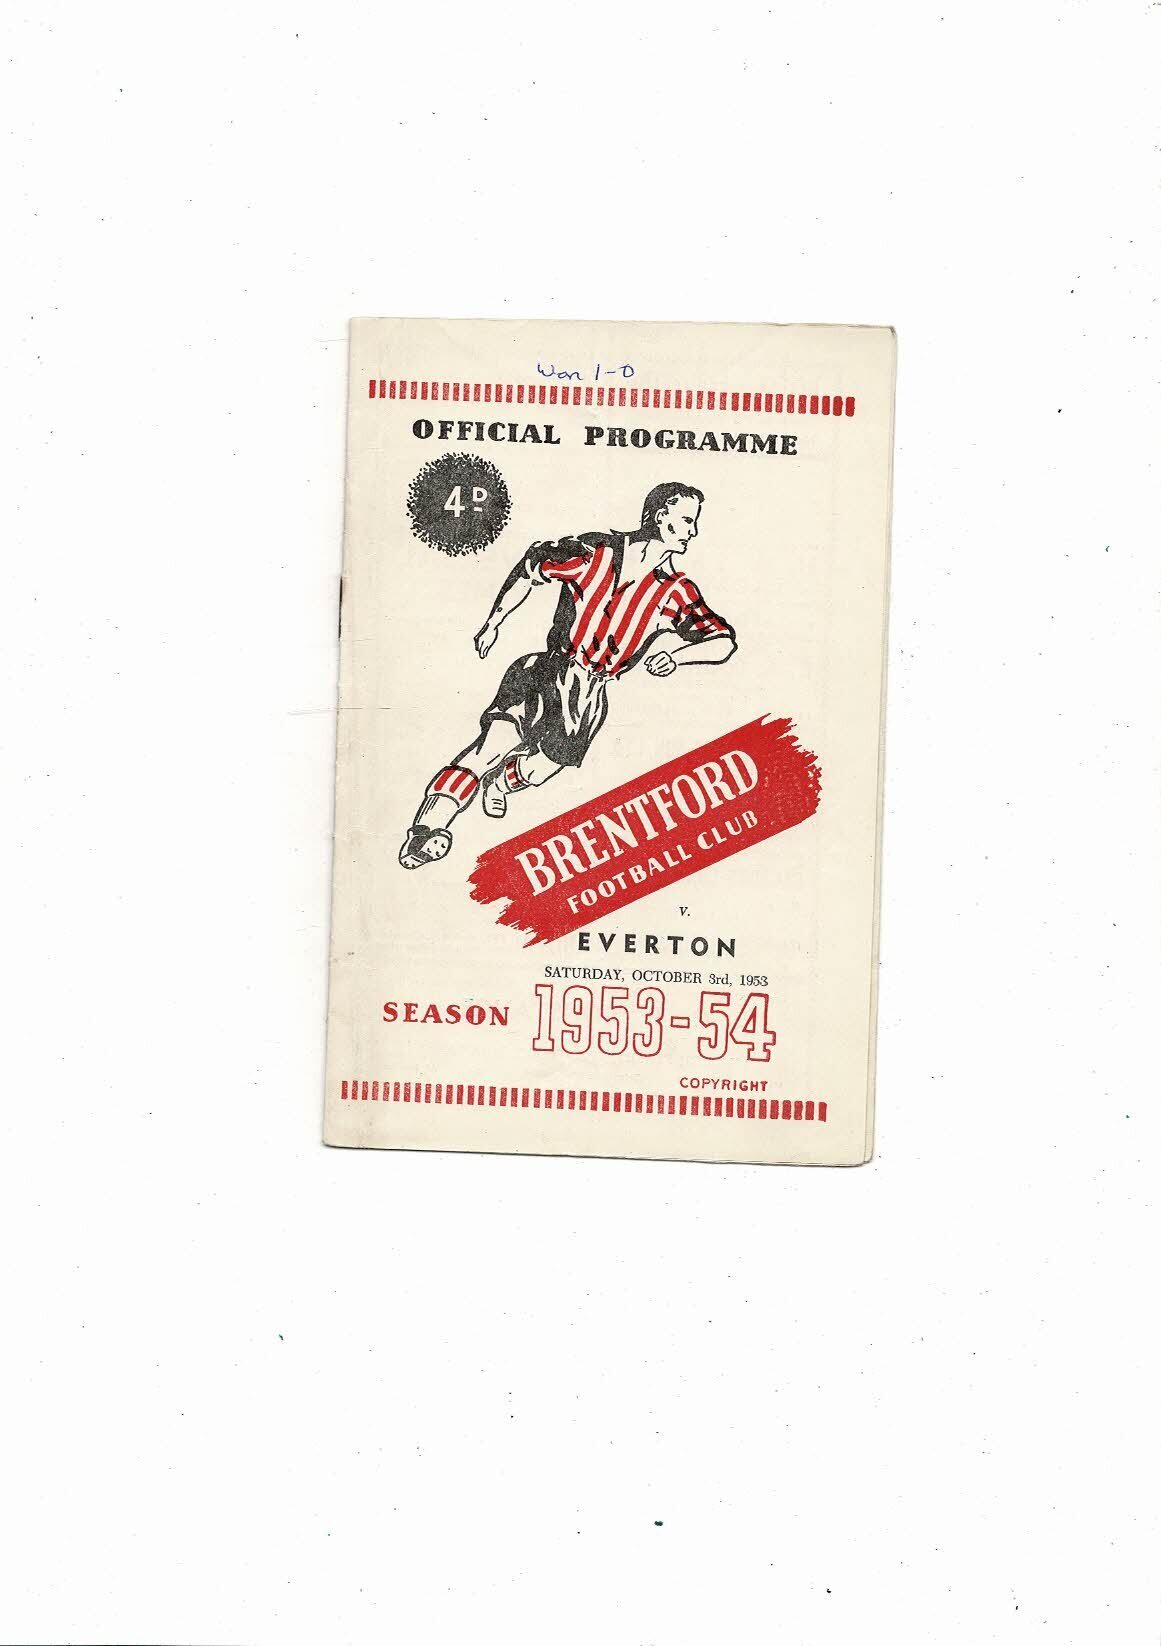 Won 1-0
OFFICIAL PROGRAMME
4D
BRENTFORD
FOOTBALL CLUB
v.
EVERTON
SATURDAY, OCTOBER 3rd, 1953
SEASON 1953-54
COPYRIGHT